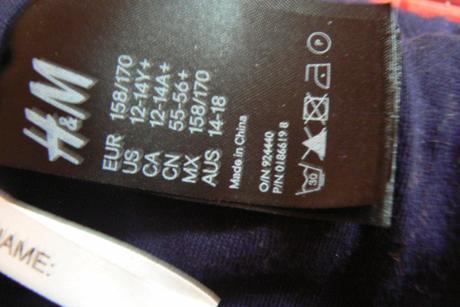 H&M
EUR 158/170
US 12-14Y+
CA 12-14A+
CN 55-56+
MX 158/170
AUS 14-18
Made in China
O/N 924440
P/N 0186619 8
30
P
NAME: